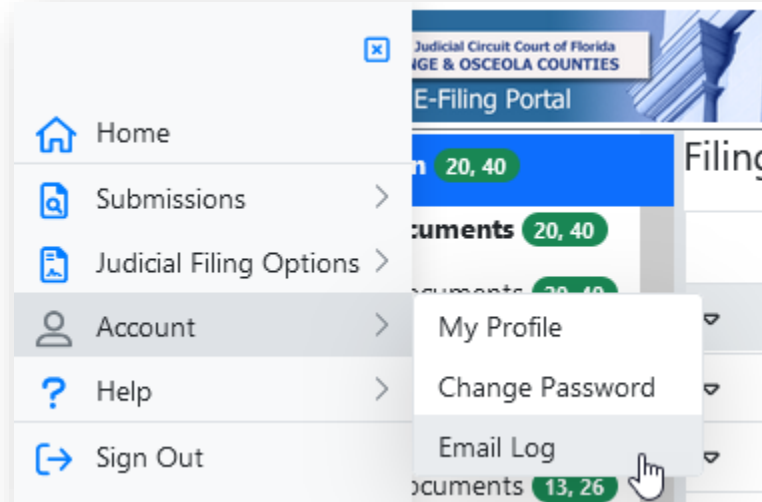 Judicial Circuit Court of Florida
NGE & OSCEOLA COUNTIES
E-Filing Portal
Home
Submissions
Judicial Filing Options
Account
Help
Sign Out
My Profile
Change Password
Email Log
n 20, 40
cuments 20, 40
ocuments 20, 40
ocuments 13, 26
Filing